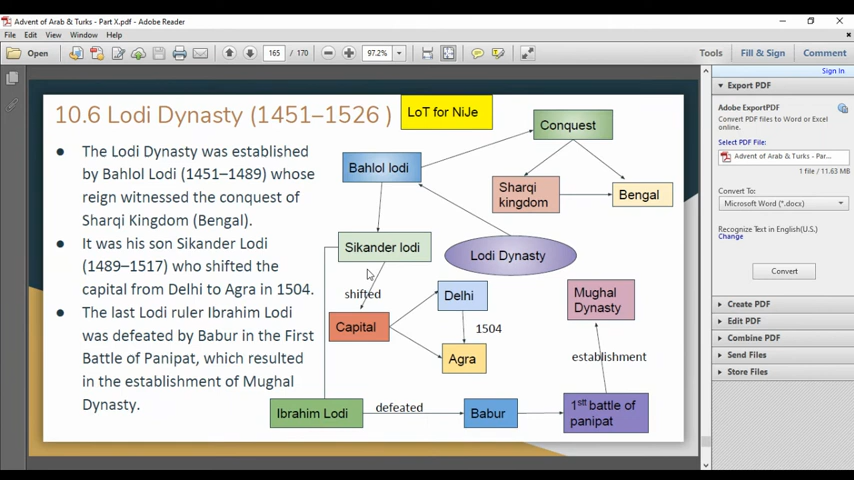 Advent of Arab & Turks - Part X.pdf - Adobe Reader
File Edit View Window Help
Open
165 / 170
97.2%
Tools Fill & Sign Comment
Sign In
10.6 Lodi Dynasty (1451–1526 )
LoT for NiJe
● The Lodi Dynasty was established
by Bahlol Lodi (1451–1489) whose
reign witnessed the conquest of
Sharqi Kingdom (Bengal).
● It was his son Sikander Lodi
(1489–1517) who shifted the
capital from Delhi to Agra in 1504.
● The last Lodi ruler Ibrahim Lodi
was defeated by Babur in the First
Battle of Panipat, which resulted
in the establishment of Mughal
Dynasty.
Conquest
Bahlol lodi
Sharqi
kingdom
Bengal
Sikander lodi
Lodi Dynasty
shifted
Delhi
Mughal
Dynasty
Capital
1504
Agra
establishment
Ibrahim Lodi
defeated
Babur
1stt battle of
panipat
Export PDF
Adobe ExportPDF
Convert PDF files to Word or Excel
online.
Select PDF File:
Advent of Arab & Turks - Par...
1 file / 11.63 MB
Convert To:
Microsoft Word (*.docx)
Recognize Text in English(U.S.)
Change
Convert
Create PDF
Edit PDF
Combine PDF
Send Files
Store Files